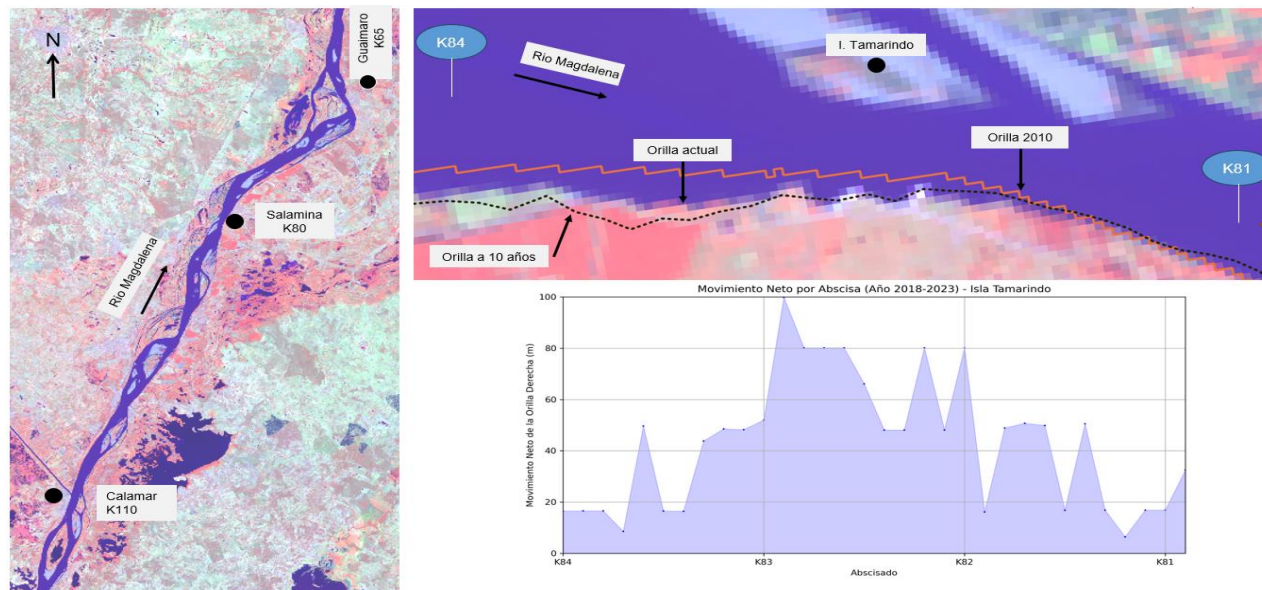 N
Guaimaro
K65
Salamina
K80
Rio Magdalena
Calamar
K110
K84
Rio Magdalena
I. Tamarindo
Orilla actual
Orilla 2010
K81
Orilla a 10 años
Movimiento Neto por Abscisa (Año 2018-2023) - Isla Tamarindo
Movimiento Neto de la Orilla Derecha (m)
100
80
60
40
20
0
K84
K83
K82
K81
Abscisado